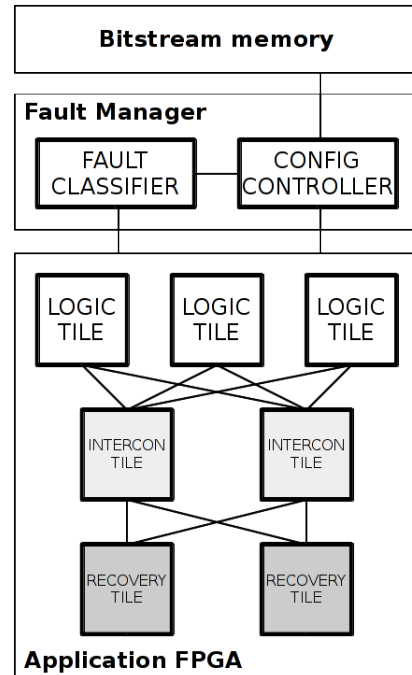 Bitstream memory
Fault Manager
FAULT
CLASSIFIER
CONFIG
CONTROLLER
LOGIC
TILE
LOGIC
TILE
LOGIC
TILE
INTERCON
TILE
INTERCON
TILE
RECOVERY
TILE
RECOVERY
TILE
Application FPGA